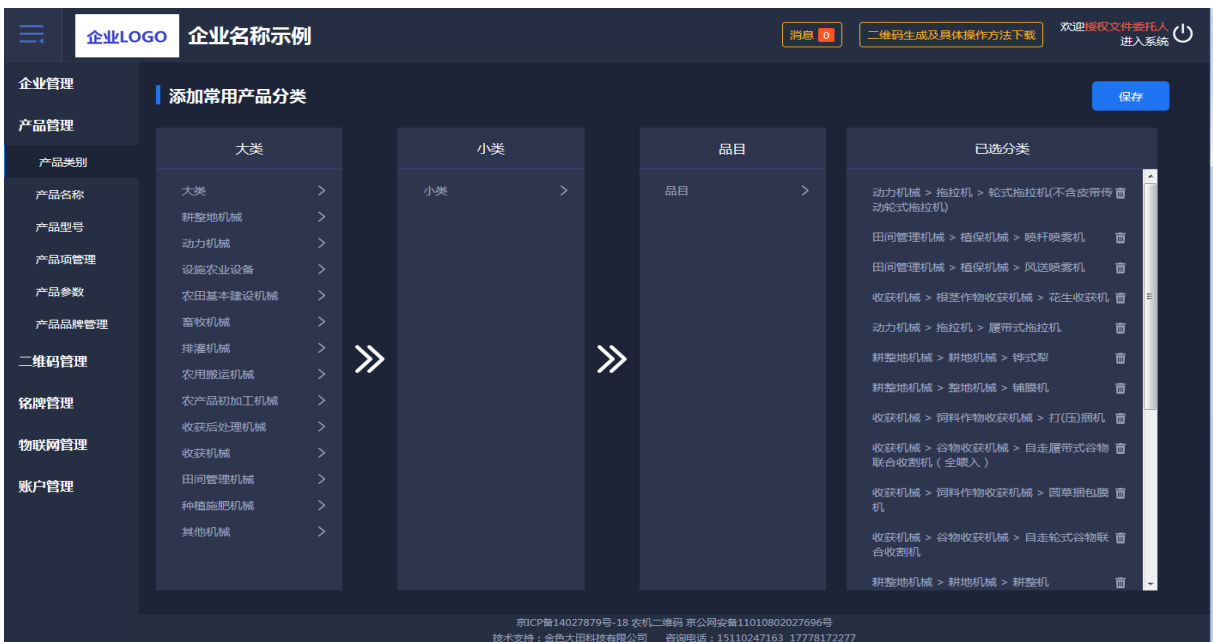 企业LOGO
企业名称示例
消息 0
二维码生成及具体操作方法下载
欢迎授权文件委托人
进入系统
企业管理
产品管理
产品类别
产品名称
产品型号
产品项管理
产品参数
产品品牌管理
二维码管理
铭牌管理
物联网管理
账户管理
添加常用产品分类
保存
大类
大类 >
耕整地机械 >
动力机械 >
设施农业设备 >
农田基本建设机械 >
畜牧机械 >
排灌机械 >
农用搬运机械 >
农产品初加工机械 >
收获后处理机械 >
收获机械 >
田间管理机械 >
种植施肥机械 >
其他机械 >
小类
小类 >
品目
品目 >
已选分类
动力机械 > 拖拉机 > 轮式拖拉机(不含皮带传
动轮式拖拉机)
田间管理机械 > 植保机械 > 喷杆喷雾机
田间管理机械 > 植保机械 > 风送喷雾机
收获机械 > 根茎作物收获机械 > 花生收获机
动力机械 > 拖拉机 > 履带式拖拉机
耕整地机械 > 耕地机械 > 铧式犁
耕整地机械 > 整地机械 > 铺膜机
收获机械 > 饲料作物收获机械 > 打(压)捆机
收获机械 > 谷物收获机械 > 自走履带式谷物
联合收割机（全喂入）
收获机械 > 饲料作物收获机械 > 圆草捆包膜
机
收获机械 > 谷物收获机械 > 自走轮式谷物联
合收割机
耕整地机械 > 耕地机械 > 耕整机
京ICP备14027879号-18 农机二维码 京公网安备11010802027696号
技术支持：金色大田科技有限公司 咨询电话：15110247163 17778172277